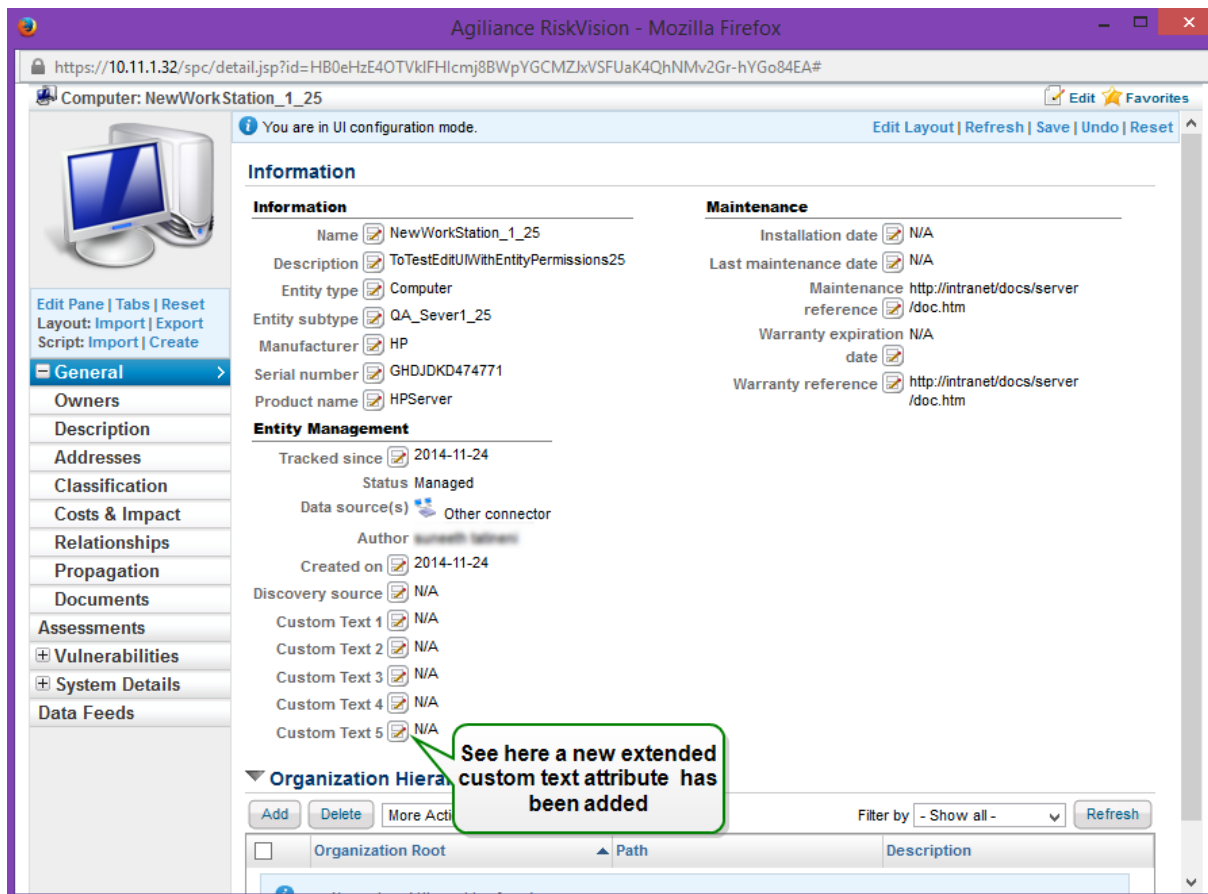 Agiliance RiskVision - Mozilla Firefox
https://10.11.1.32/spc/detail.jsp?id=HB0eHzE4OTVklFHlcmj8BWpYGCMZJxVSFUaK4QhNMv2Gr-hYGo84EA#
Computer: NewWorkStation_1_25
Edit Favorites
You are in UI configuration mode.
Edit Layout | Refresh | Save | Undo | Reset
Edit Pane | Tabs | Reset
Layout: Import | Export
Script: Import | Create
General
Owners
Description
Addresses
Classification
Costs & Impact
Relationships
Propagation
Documents
Assessments
Vulnerabilities
System Details
Data Feeds
Information
Information
Name NewWorkStation_1_25
Description ToTestEditUIWithEntityPermissions25
Entity type Computer
Entity subtype QA_Sever1_25
Manufacturer HP
Serial number GHDJDKD474771
Product name HPServer
Maintenance
Installation date N/A
Last maintenance date N/A
Maintenance http://intranet/docs/server
reference /doc.htm
Warranty expiration N/A
date
Warranty reference http://intranet/docs/server
/doc.htm
Entity Management
Tracked since 2014-11-24
Status Managed
Data source(s) Other connector
Author
Created on 2014-11-24
Discovery source N/A
Custom Text 1 N/A
Custom Text 2 N/A
Custom Text 3 N/A
Custom Text 4 N/A
Custom Text 5 N/A
See here a new extended
custom text attribute has
been added
Organization Hiera
Add Delete More Acti
Filter by - Show all - Refresh
Organization Root Path Description